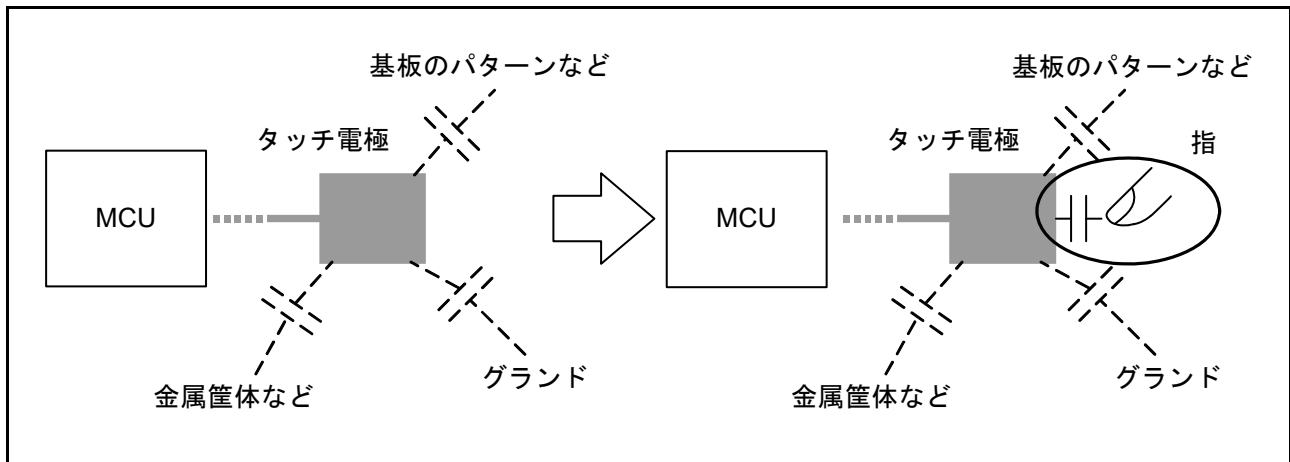 基板のパターンなど
タッチ電極
MCU
金属筐体など
グランド
基板のパターンなど
タッチ電極
指
MCU
金属筐体など
グランド